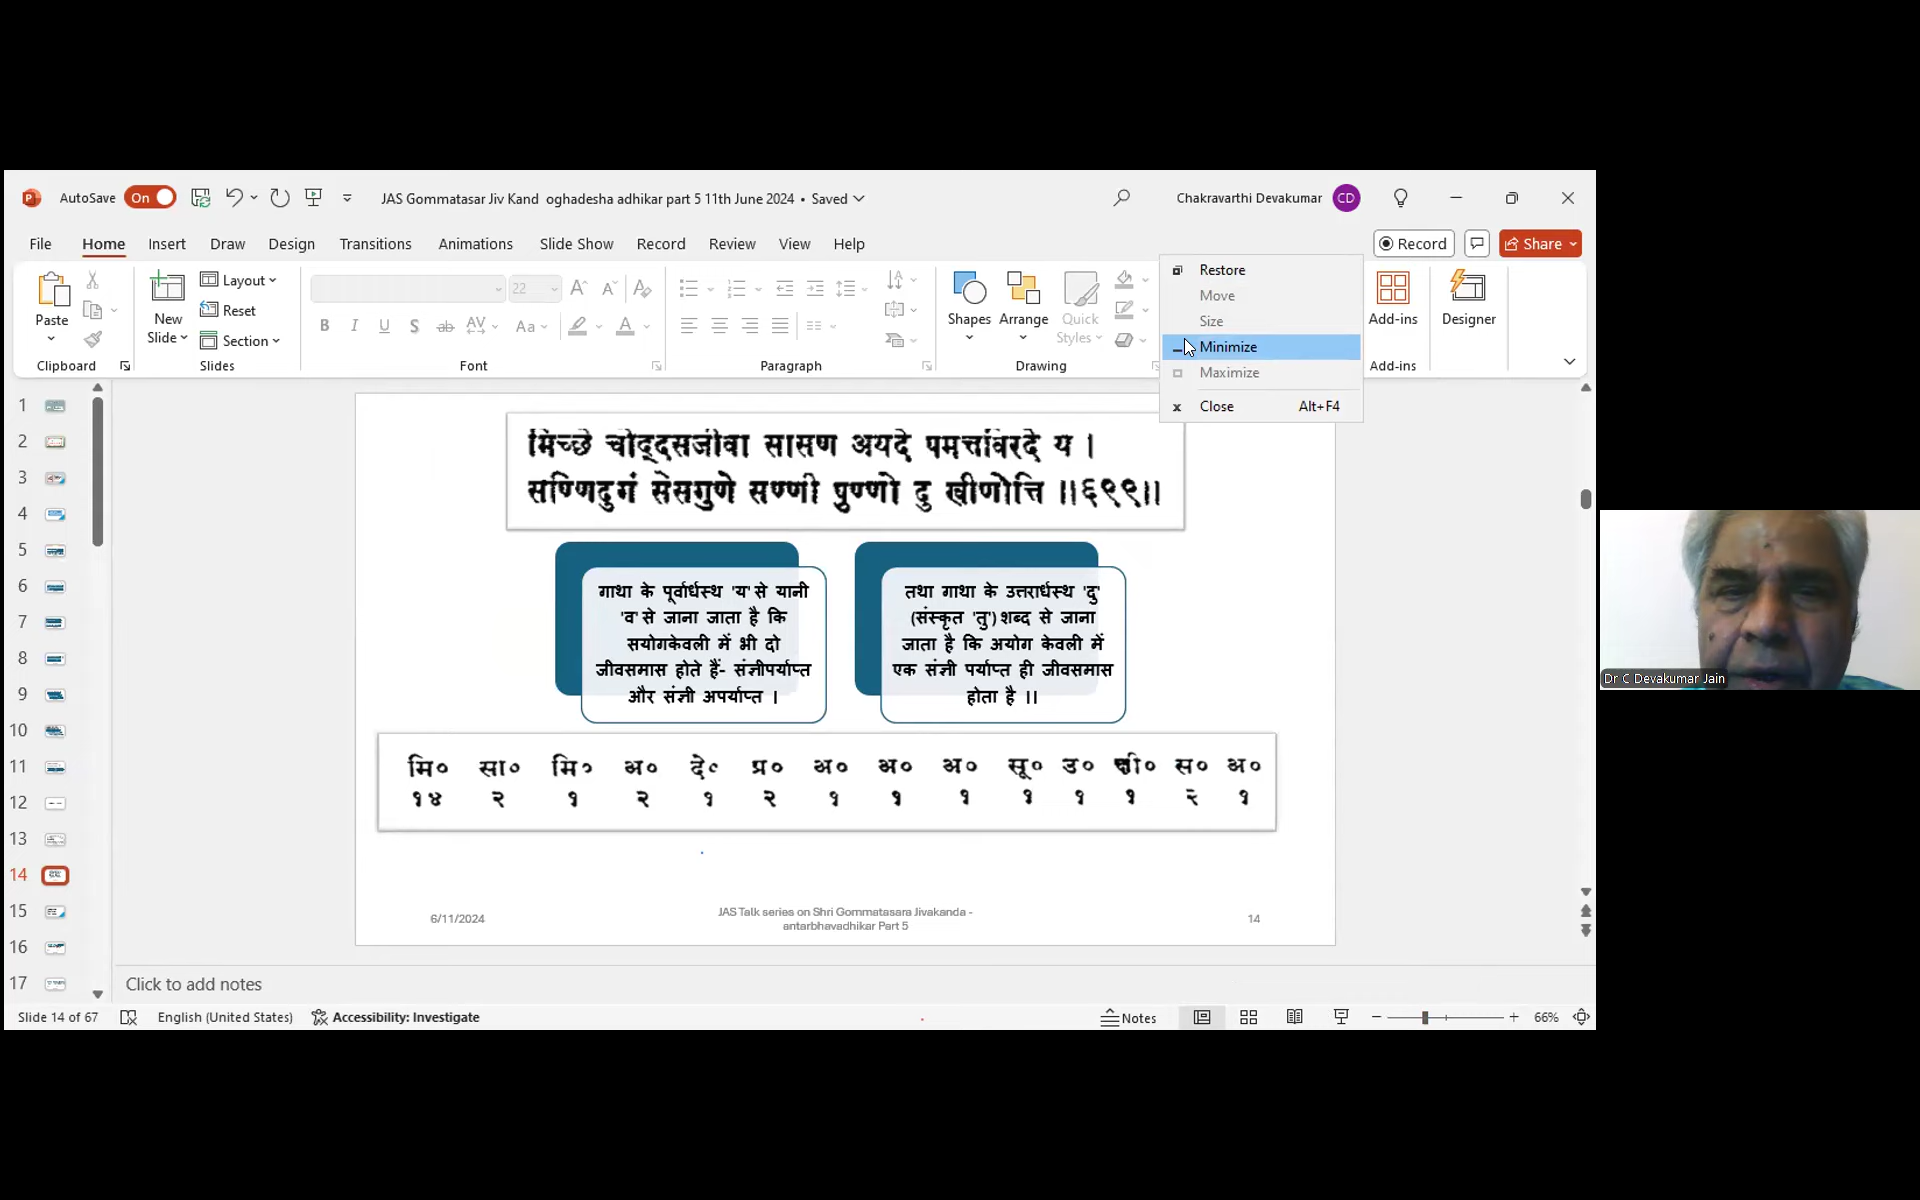 AutoSave On JAS Gommatasar Jiv Kand oghadesha adhikar part 5 11th June 2024 • Saved Chakravarthi Devakumar CD
File Home Insert Draw Design Transitions Animations Slide Show Record Review View Help Record Share
Paste
New
Slide
Layout
Reset
Section
22
B I U S ab AV Aa A
Shapes Arrange Quick
Styles
Add-ins Designer
Clipboard Slides Font Paragraph Drawing Add-ins
Restore
Move
Size
Minimize
Maximize
Close Alt+F4
1
2
3
4
5
6
7
8
9
10
11
12
13
14
15
16
17
मिच्छे चोद्दसजीवा सासण अयदे पमत्तविरदे य ।
सण्णिदुगं सेसगुणे सण्णी पुण्णो दु खीणोत्ति ।।६९९।।
गाथा के पूर्वार्धस्थ 'य' से यानी
'व' से जाना जाता है कि
सयोगकेवली में भी दो
जीवसमास होते हैं- संज्ञीपर्याप्त
और संज्ञी अपर्याप्त ।
तथा गाथा के उत्तरार्धस्थ 'दु'
(संस्कृत 'तु') शब्द से जाना
जाता है कि अयोग केवली में
एक संज्ञी पर्याप्त ही जीवसमास
होता है ।।
मि० सा० मि० अ० दे० प्र० अ० अ० अ० सू० उ० क्षी० स० अ०
१४ २ १ २ १ २ १ १ १ १ १ १ २ १
6/11/2024
JAS Talk series on Shri Gommatasara Jivakanda -
antarbhavadhikar Part 5
14
Click to add notes
Slide 14 of 67 English (United States) Accessibility: Investigate Notes 66%
Dr C Devakumar Jain